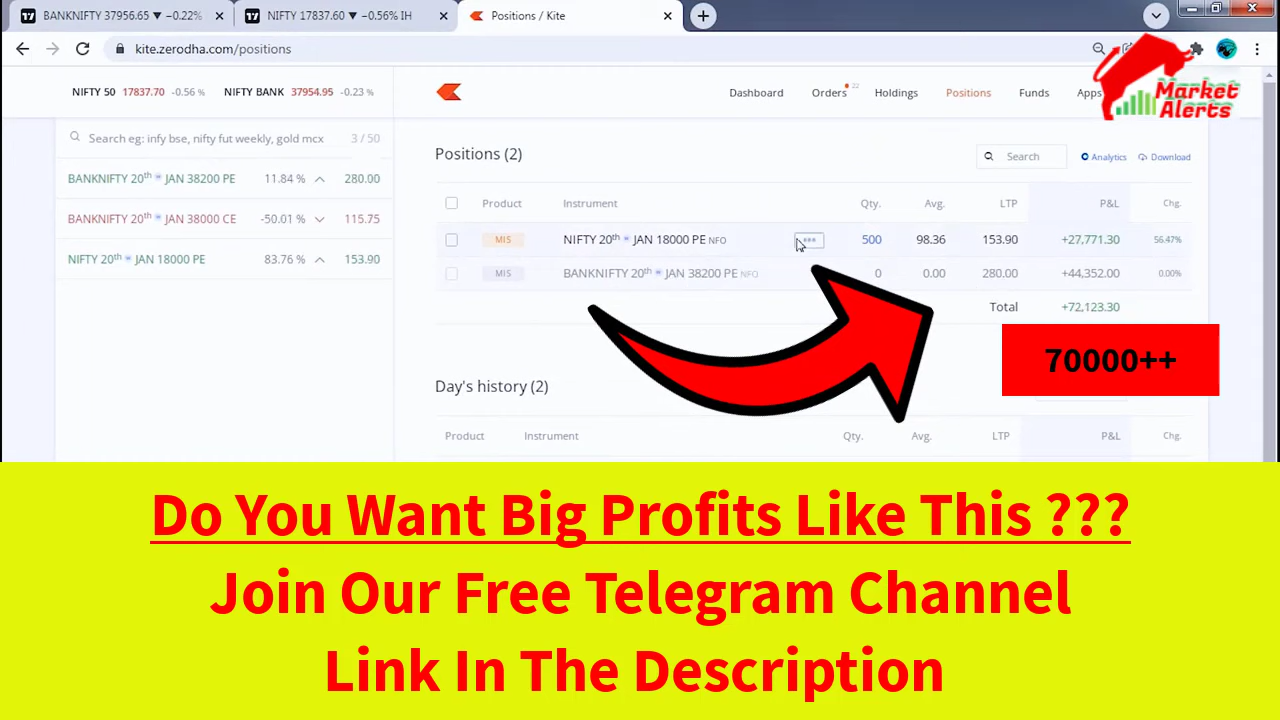 BANKNIFTY 37956.65 ▼ −0.22%
NIFTY 17837.60 ▼ −0.56% IH
Positions / Kite
kite.zerodha.com/positions
NIFTY 50 17837.70 -0.56 %
NIFTY BANK 37954.95 -0.23 %
Dashboard
Orders 22
Holdings
Positions
Funds
Apps
Market
Alerts
Search eg: infy bse, nifty fut weekly, gold mcx
3 / 50
BANKNIFTY 20th JAN 38200 PE 11.84 % 280.00
BANKNIFTY 20th JAN 38000 CE -50.01 % 115.75
NIFTY 20th JAN 18000 PE 83.76 % 153.90
Positions (2)
Search
Analytics
Download
Product Instrument Qty. Avg. LTP P&L Chg.
MIS NIFTY 20th JAN 18000 PE NFO 500 98.36 153.90 +27,771.30 56.47%
MIS BANKNIFTY 20th JAN 38200 PE NFO 0 0.00 280.00 +44,352.00 0.00%
Total +72,123.30
70000++
Day's history (2)
Product Instrument Qty. Avg. LTP P&L Chg.
Do You Want Big Profits Like This ???
Join Our Free Telegram Channel
Link In The Description